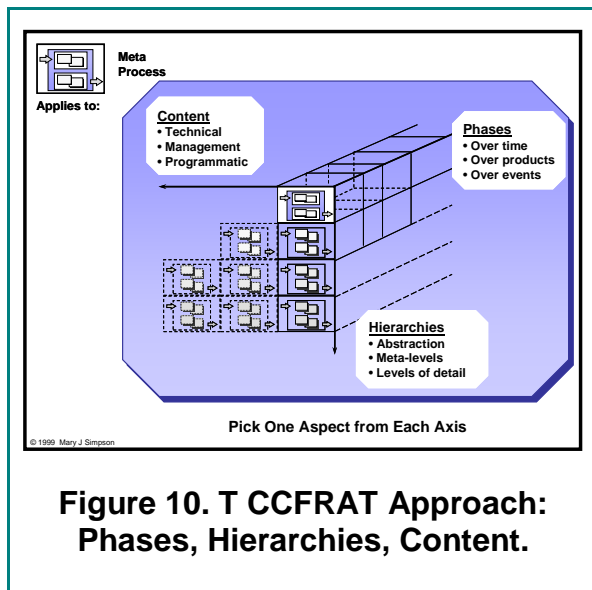 Meta
Process
Applies to:
Content
• Technical
• Management
• Programmatic
Phases
• Over time
• Over products
• Over events
Hierarchies
• Abstraction
• Meta-levels
• Levels of detail
Pick One Aspect from Each Axis
© 1999 Mary J Simpson
Figure 10. T CCFRAT Approach:
Phases, Hierarchies, Content.